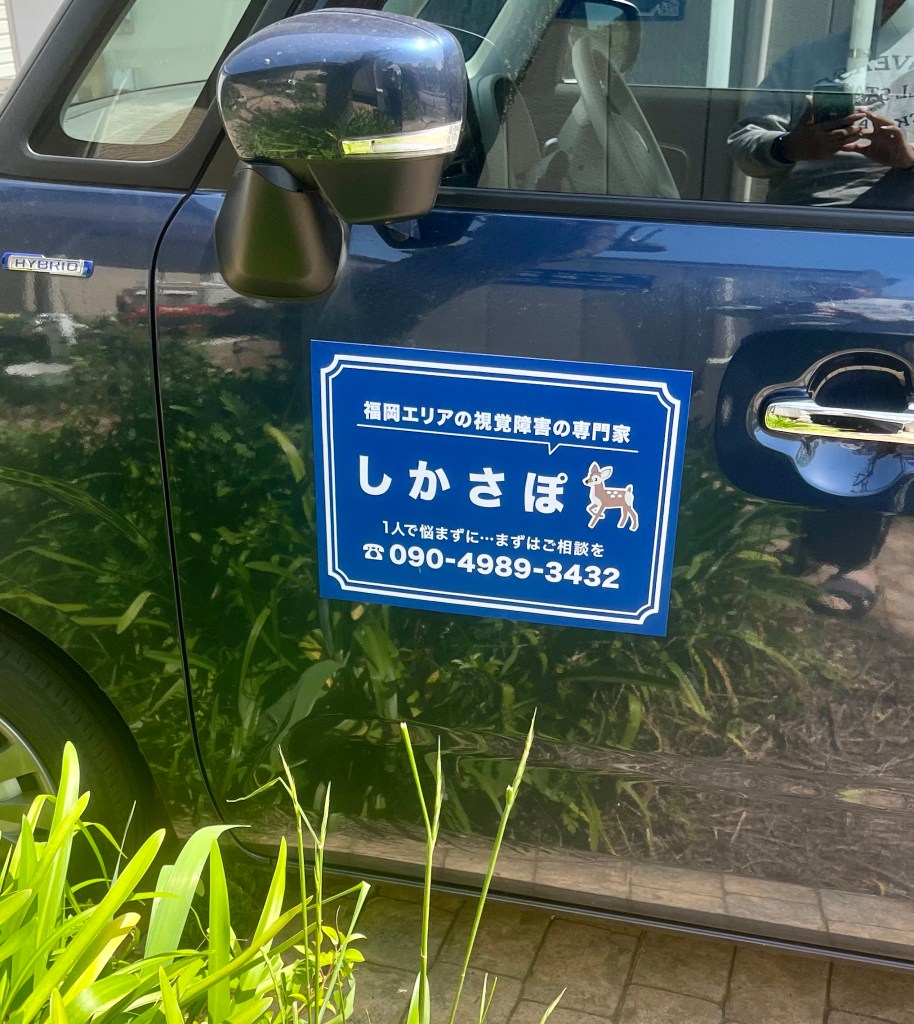 HYBRID
福岡エリアの視覚障害の専門家
しかさぽ
1人で悩まずに…まずはご相談を
☎090-4989-3432